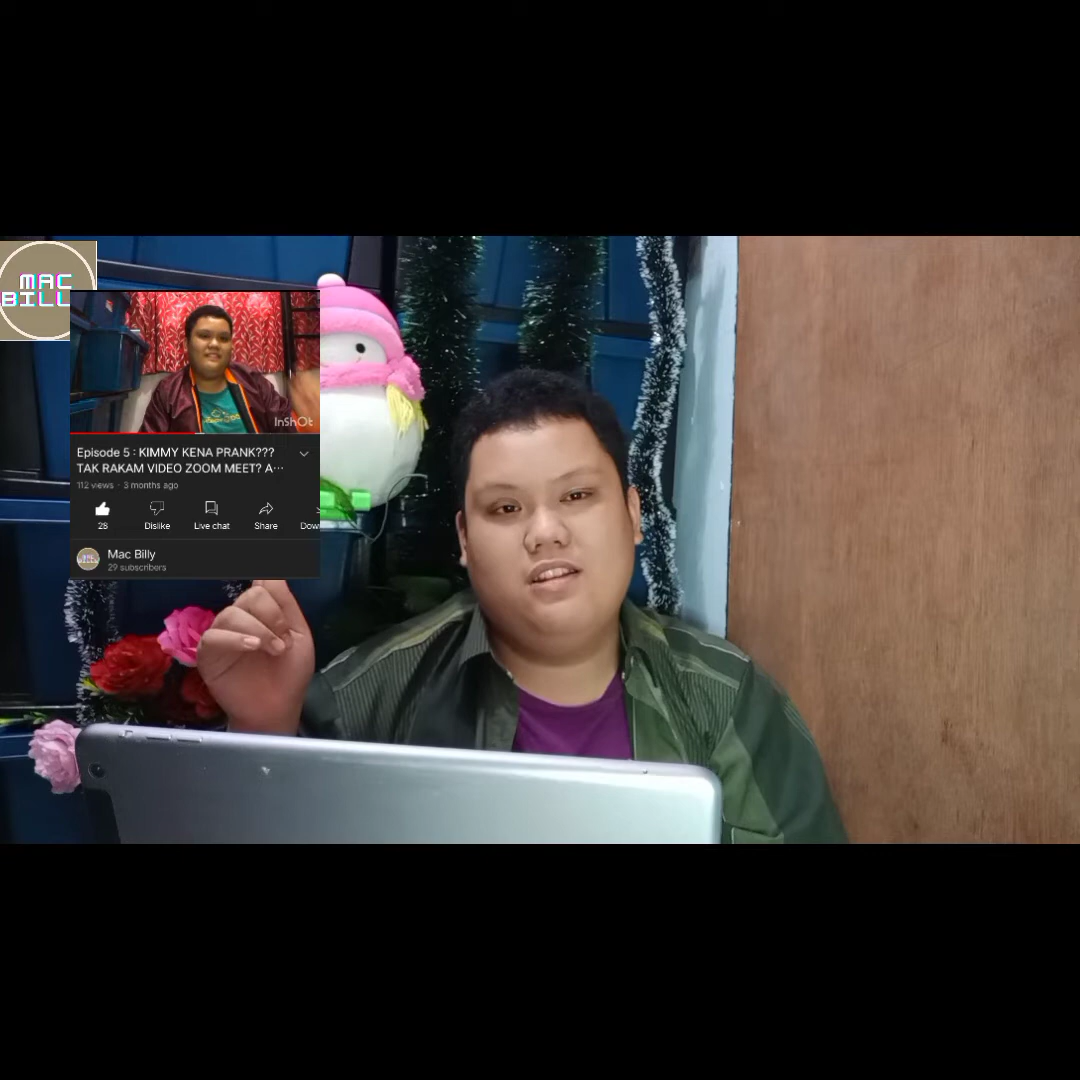 MAC
BILL
InShOt
Episode 5 : KIMMY KENA PRANK???
TAK RAKAM VIDEO ZOOM MEET? A...
112 views · 3 months ago
28
Dislike
Live chat
Share
Dow
Mac Billy
29 subscribers